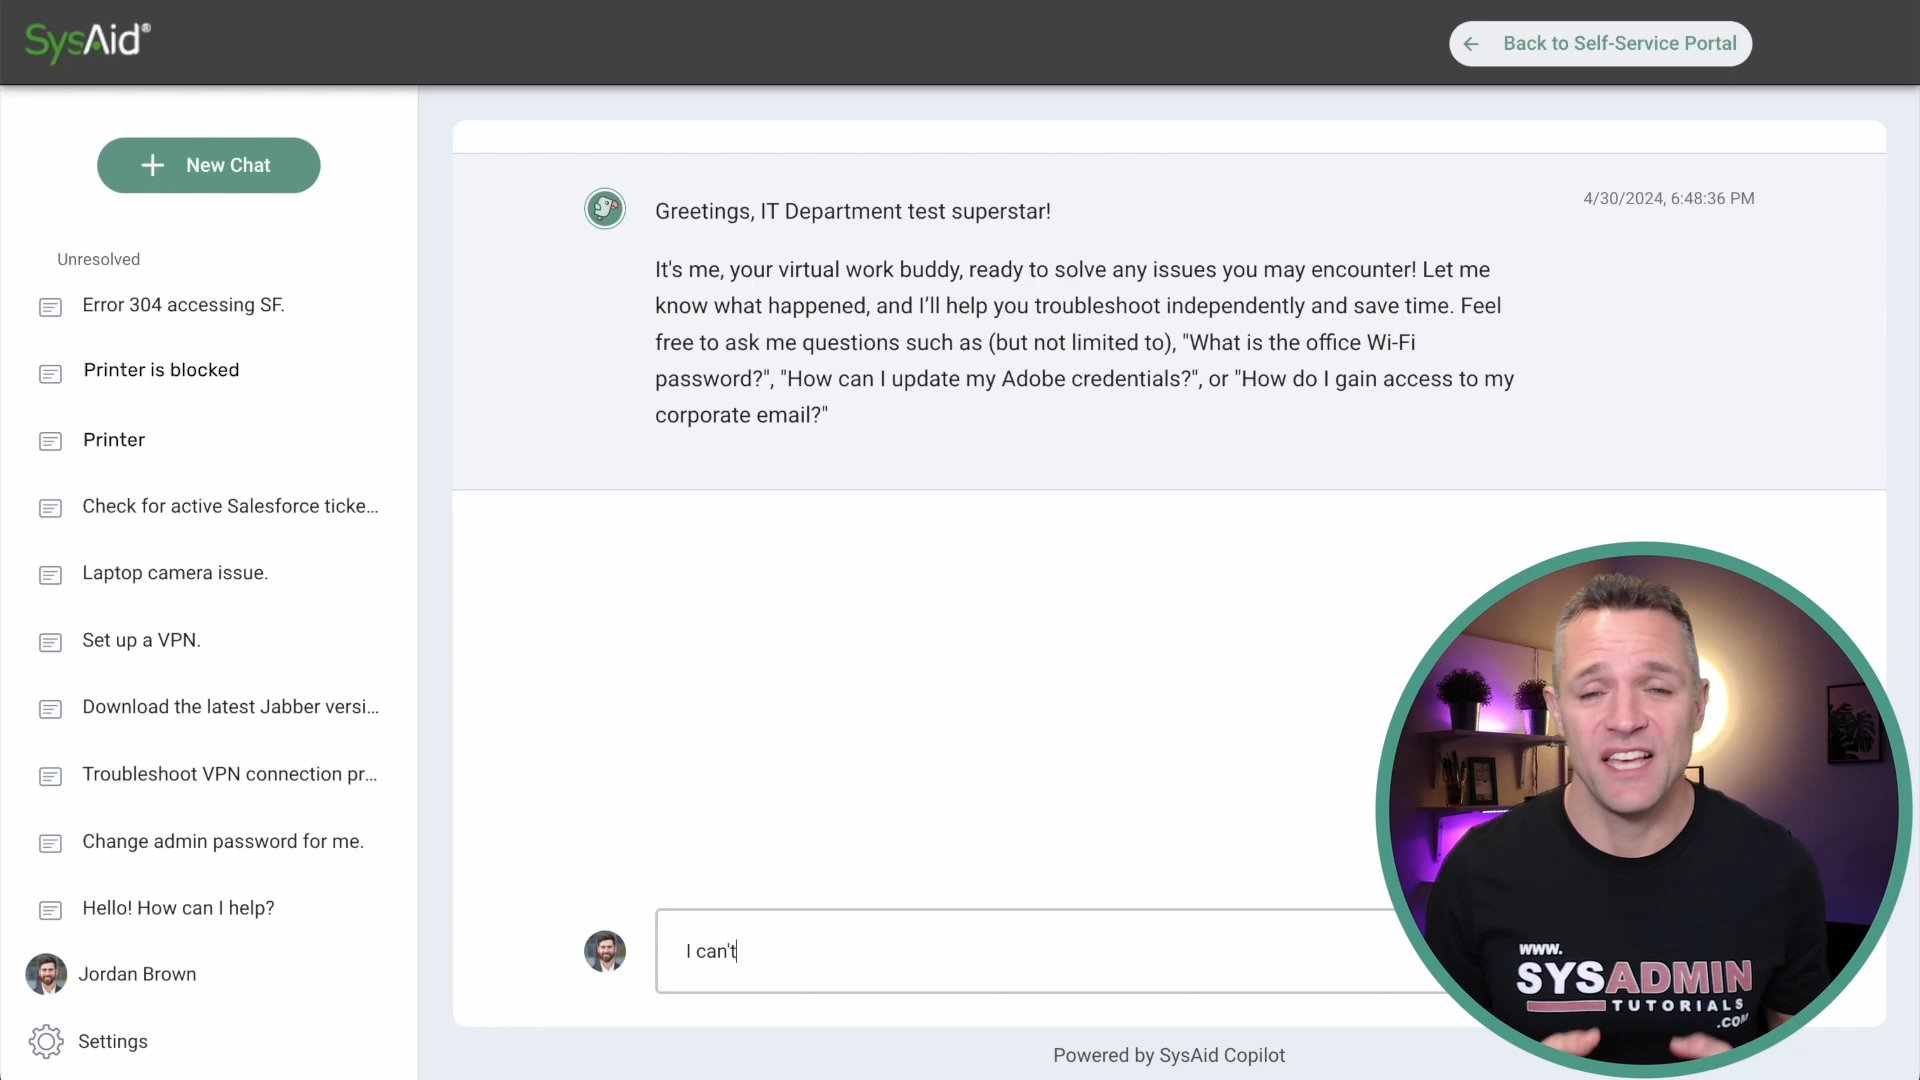 SysAid®
Back to Self-Service Portal
New Chat
Unresolved
Error 304 accessing SF.
Printer is blocked
Printer
Check for active Salesforce ticke...
Laptop camera issue.
Set up a VPN.
Download the latest Jabber versi...
Troubleshoot VPN connection pr...
Change admin password for me.
Hello! How can I help?
Jordan Brown
Settings
4/30/2024, 6:48:36 PM
Greetings, IT Department test superstar!
It's me, your virtual work buddy, ready to solve any issues you may encounter! Let me
know what happened, and I’ll help you troubleshoot independently and save time. Feel
free to ask me questions such as (but not limited to), "What is the office Wi-Fi
password?", "How can I update my Adobe credentials?", or "How do I gain access to my
corporate email?"
I can't
Powered by SysAid Copilot
WWW.
SYSADMIN
TUTORIALS
.COM